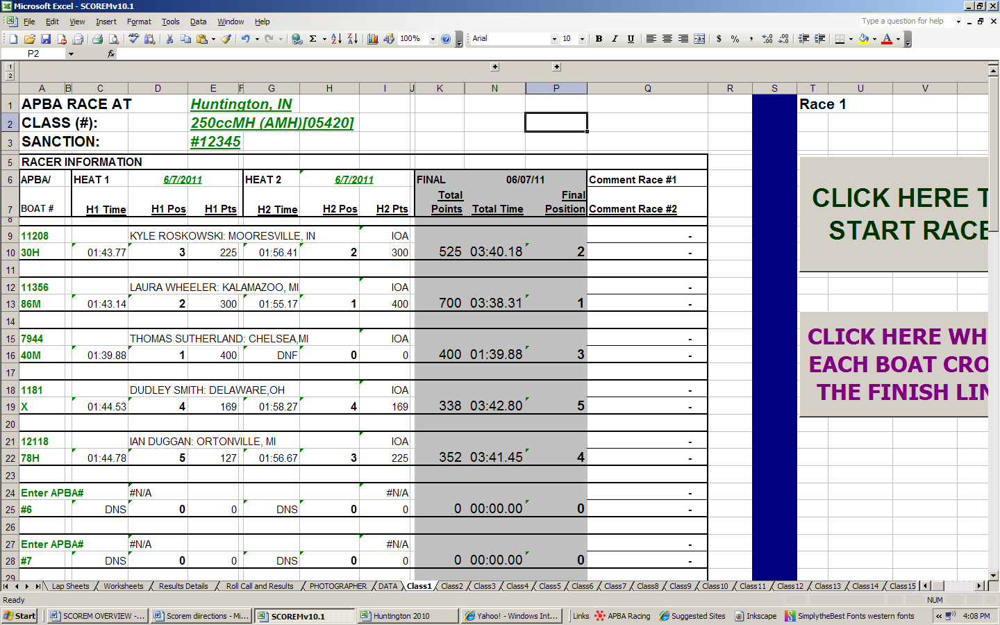 Microsoft Excel - SCOREMv10.1
File Edit View Insert Format Tools Data Window Help Type a question for help
100% Arial 10 B I U $ % ,
P2 fx
1
2
A B C D E F G H I J K N P Q R S T U V
1 APBA RACE AT Huntington, IN Race 1
2 CLASS (#): 250ccMH (AMH)[05420]
3 SANCTION: #12345
5 RACER INFORMATION
6 APBA/ HEAT 1 6/7/2011 HEAT 2 6/7/2011 FINAL 06/07/11 Comment Race #1
Total Final
7 BOAT # H1 Time H1 Pos H1 Pts H2 Time H2 Pos H2 Pts Points Total Time Position Comment Race #2
8
CLICK HERE T
START RACE
9 11208 KYLE ROSKOWSKI: MOORESVILLE, IN IOA -
10 30H 01:43.77 3 225 01:56.41 2 300 525 03:40.18 2 -
11
12 11356 LAURA WHEELER: KALAMAZOO, MI IOA -
13 86M 01:43.14 2 300 01:55.17 1 400 700 03:38.31 1 -
14
CLICK HERE WH
EACH BOAT CRO
THE FINISH LIN
15 7944 THOMAS SUTHERLAND: CHELSEA,MI IOA -
16 40M 01:39.88 1 400 DNF 0 0 400 01:39.88 3 -
17
18 1181 DUDLEY SMITH: DELAWARE,OH IOA -
19 X 01:44.53 4 169 01:58.27 4 169 338 03:42.80 5 -
20
21 12118 IAN DUGGAN: ORTONVILLE, MI IOA -
22 78H 01:44.78 5 127 01:56.67 3 225 352 03:41.45 4 -
23
24 Enter APBA# #N/A #N/A -
25 #6 DNS 0 0 DNS 0 0 0 00:00.00 0 -
26
27 Enter APBA# #N/A #N/A -
28 #7 DNS 0 0 DNS 0 0 0 00:00.00 0 -
29
Lap Sheets Worksheets Results Details Roll Call and Results PHOTOGRAPHER DATA Class1 Class2 Class3 Class4 Class5 Class6 Class7 Class8 Class9 Class10 Class11 Class12 Class13 Class14 Class15
Ready NUM
Start SCOREM OVERVIEW -... Scorem directions - Mi... SCOREMv10.1 Huntington 2010 Yahoo! - Windows Int... Links APBA Racing Suggested Sites Inkscape SimplytheBest Fonts western fonts « 4:08 PM